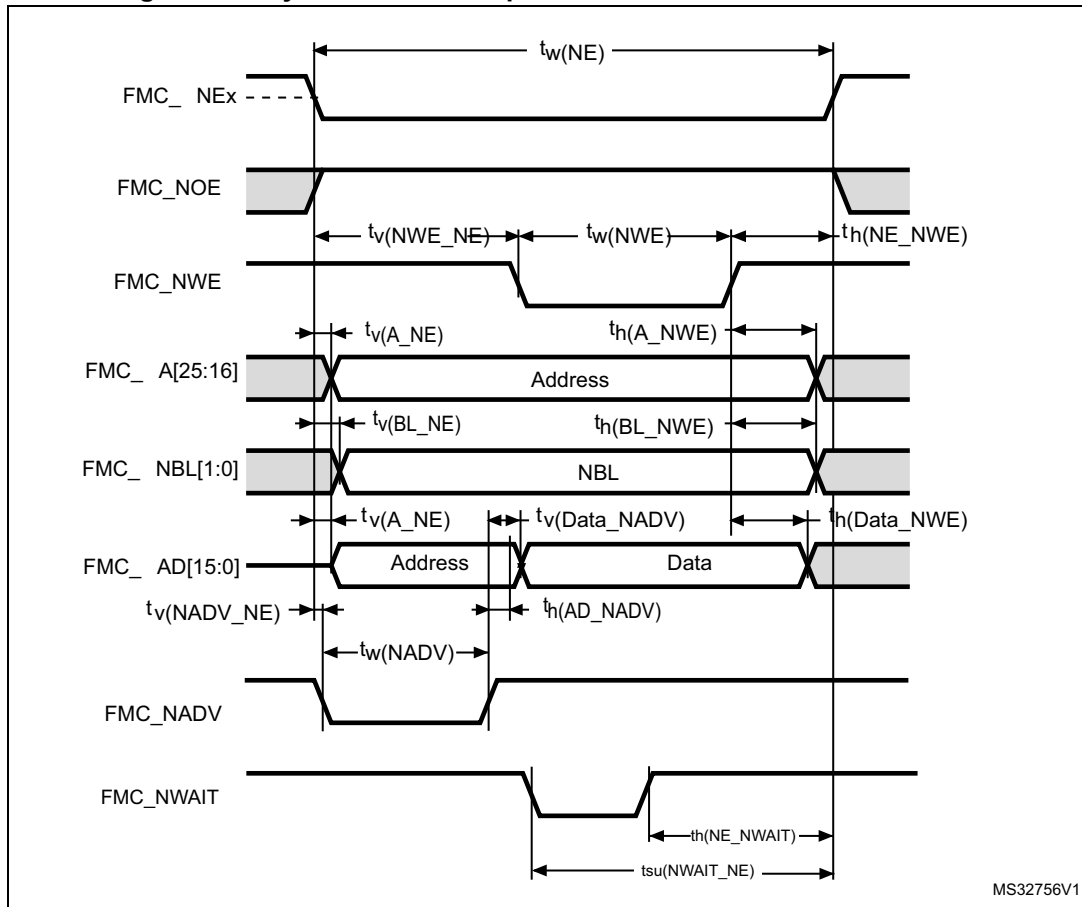 tw(NE)
FMC_ NEx
FMC_NOE
tv(NWE_NE) tw(NWE) th(NE_NWE)
FMC_NWE
tv(A_NE) th(A_NWE)
FMC_ A[25:16] Address
tv(BL_NE) th(BL_NWE)
FMC_ NBL[1:0] NBL
tv(A_NE) tv(Data_NADV) th(Data_NWE)
FMC_ AD[15:0] Address Data
tv(NADV_NE) th(AD_NADV)
tw(NADV)
FMC_NADV
FMC_NWAIT
th(NE_NWAIT)
tsu(NWAIT_NE)
MS32756V1